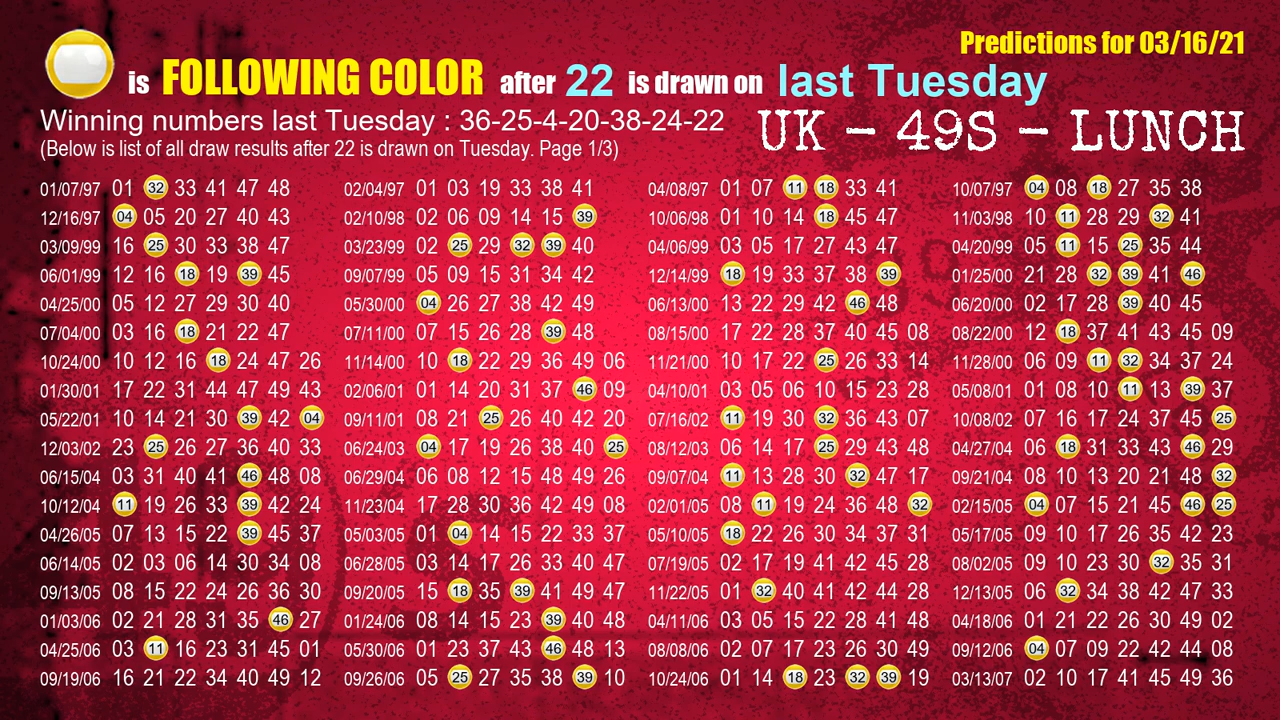 Predictions for 03/16/21
is FOLLOWING COLOR after 22 is drawn on last Tuesday
Winning numbers last Tuesday : 36-25-4-20-38-24-22
UK - 49S - LUNCH
(Below is list of all draw results after 22 is drawn on Tuesday. Page 1/3)
01/07/97 01 32 33 41 47 48 02/04/97 01 03 19 33 38 41 04/08/97 01 07 11 18 33 41 10/07/97 04 08 18 27 35 38
12/16/97 04 05 20 27 40 43 02/10/98 02 06 09 14 15 39 10/06/98 01 10 14 18 45 47 11/03/98 10 11 28 29 32 41
03/09/99 16 25 30 33 38 47 03/23/99 02 25 29 32 39 40 04/06/99 03 05 17 27 43 47 04/20/99 05 11 15 25 35 44
06/01/99 12 16 18 19 39 45 09/07/99 05 09 15 31 34 42 12/14/99 18 19 33 37 38 39 01/25/00 21 28 32 39 41 46
04/25/00 05 12 27 29 30 40 05/30/00 04 26 27 38 42 49 06/13/00 13 22 29 42 46 48 06/20/00 02 17 28 39 40 45
07/04/00 03 16 18 21 22 47 07/11/00 07 15 26 28 39 48 08/15/00 17 22 28 37 40 45 08 08/22/00 12 18 37 41 43 45 09
10/24/00 10 12 16 18 24 47 26 11/14/00 10 18 22 29 36 49 06 11/21/00 10 17 22 25 26 33 14 11/28/00 06 09 11 32 34 37 24
01/30/01 17 22 31 44 47 49 43 02/06/01 01 14 20 31 37 46 09 04/10/01 03 05 06 10 15 23 28 05/08/01 01 08 10 11 13 39 37
05/22/01 10 14 21 30 39 42 04 09/11/01 08 21 25 26 40 42 20 07/16/02 11 19 30 32 36 43 07 10/08/02 07 16 17 24 37 45 25
12/03/02 23 25 26 27 36 40 33 06/24/03 04 17 19 26 38 40 25 08/12/03 06 14 17 25 29 43 48 04/27/04 06 18 31 33 43 46 29
06/15/04 03 31 40 41 46 48 08 06/29/04 06 08 12 15 48 49 26 09/07/04 11 13 28 30 32 47 17 09/21/04 08 10 13 20 21 48 32
10/12/04 11 19 26 33 39 42 24 11/23/04 17 28 30 36 42 49 08 02/01/05 08 11 19 24 36 48 32 02/15/05 04 07 15 21 45 46 25
04/26/05 07 13 15 22 39 45 37 05/03/05 01 04 14 15 22 33 37 05/10/05 18 22 26 30 34 37 31 05/17/05 09 10 17 26 35 42 23
06/14/05 02 03 06 14 30 34 08 06/28/05 03 14 17 26 33 40 47 07/19/05 02 17 19 41 42 45 28 08/02/05 09 10 23 30 32 35 31
09/13/05 08 15 22 24 26 36 30 09/20/05 15 18 35 39 41 49 47 11/22/05 01 32 40 41 42 44 28 12/13/05 06 32 34 38 42 47 33
01/03/06 02 21 28 31 35 46 27 01/24/06 08 14 15 23 39 40 48 04/11/06 03 05 15 22 28 41 48 04/18/06 01 21 22 26 30 49 02
04/25/06 03 11 16 23 31 45 01 05/30/06 01 23 37 43 46 48 13 08/08/06 02 07 17 23 26 30 49 09/12/06 04 07 09 22 42 44 08
09/19/06 16 21 22 34 40 49 12 09/26/06 05 25 27 35 38 39 10 10/24/06 01 14 18 23 32 39 19 03/13/07 02 10 17 41 45 49 36